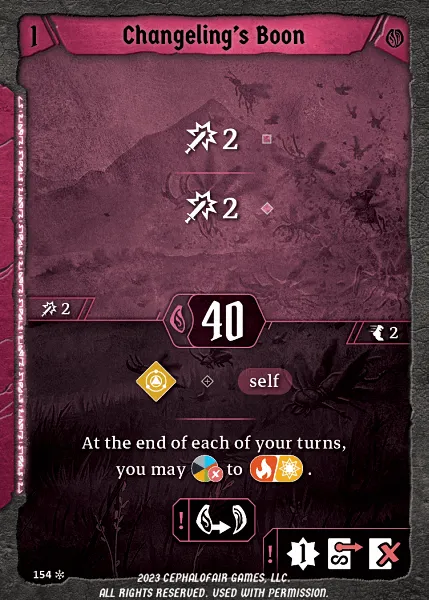 1
Changeling's Boon
2
2
2
40
2
self
At the end of each of your turns,
you may to .
!
! 1
154
2023 CEPHALOFAIR GAMES, LLC.
ALL RIGHTS RESERVED. USED WITH PERMISSION.